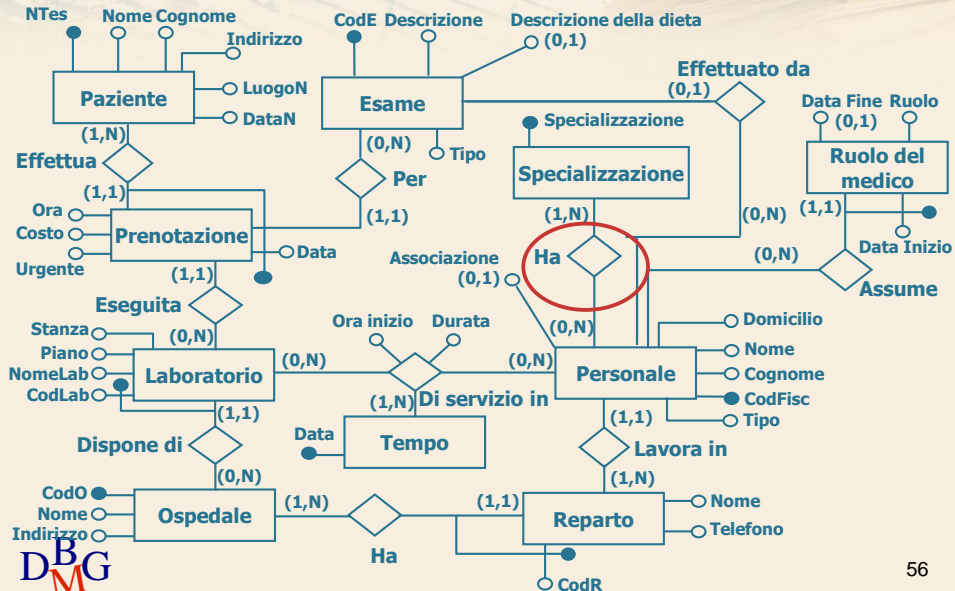 NTes Nome Cognome
Indirizzo
Paziente
LuogoN
DataN
(1,N)
Effettua
(1,1)
CodE Descrizione
Descrizione della dieta
(0,1)
Esame
(0,N)
Tipo
Per
(1,1)
Effettuato da
(0,1)
(0,N)
Specializzazione
Specializzazione
(1,N)
Ha
(0,N)
Data Fine Ruolo
(0,1)
Ruolo del
medico
(1,1)
Data Inizio
(0,N)
Assume
Ora
Costo
Urgente
Prenotazione
Data
(1,1)
Eseguita
(0,N)
Associazione
(0,1)
Stanza
Piano
NomeLab
CodLab
Laboratorio
(1,1)
Ora inizio Durata
(0,N)
(0,N)
(1,N)
Di servizio in
Data
Tempo
Personale
Domicilio
Nome
Cognome
CodFisc
Tipo
(1,1)
Lavora in
(1,N)
Dispone di
(0,N)
CodO
Nome
Indirizzo
Ospedale
(1,N)
Ha
(1,1)
Reparto
Nome
Telefono
CodR
DBMG
56